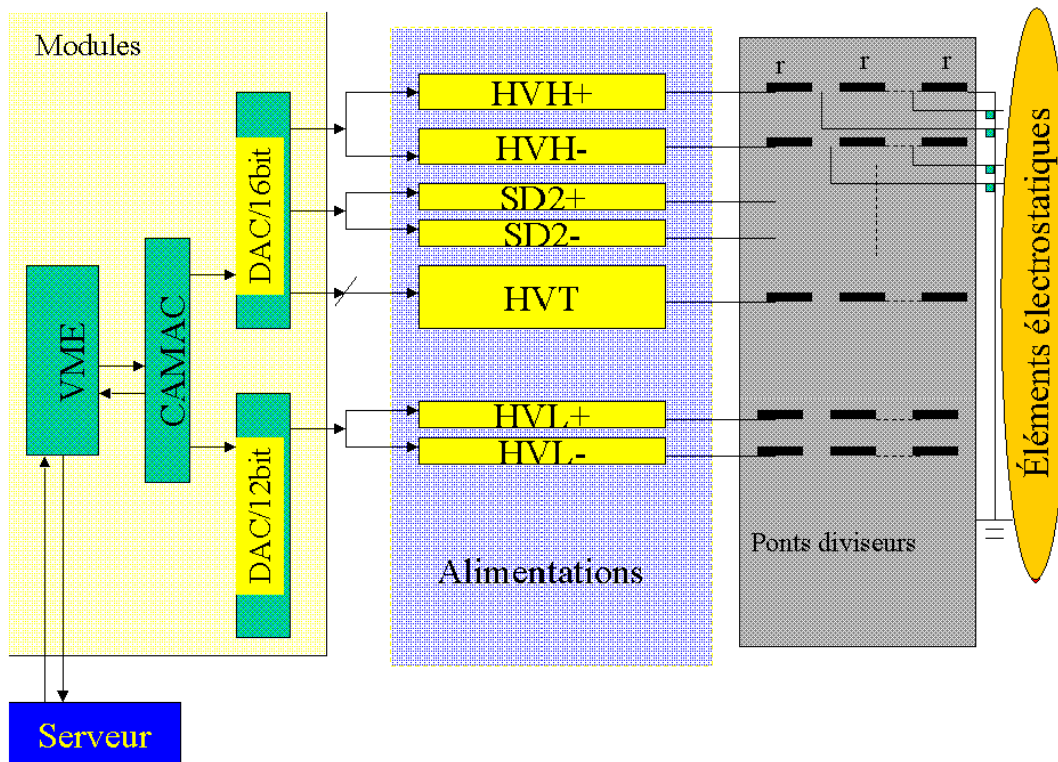 Modules
VME
CAMAC
DAC/16bit
DAC/12bit
Serveur
HVH+
HVH-
SD2+
SD2-
HVT
HVL+
HVL-
Alimentations
r r r
Ponts diviseurs
Éléments électrostatiques